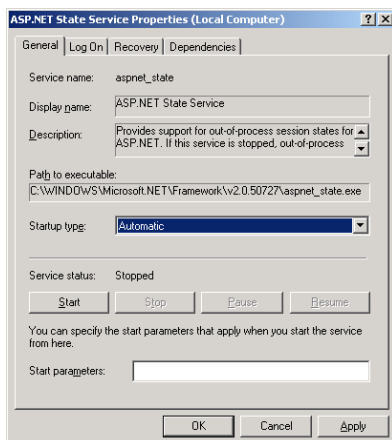 ASP.NET State Service Properties (Local Computer)
General Log On Recovery Dependencies
Service name: aspnet_state
Display name: ASP.NET State Service
Description: Provides support for out-of-process session states for
ASP.NET. If this service is stopped, out-of-process
Path to executable:
C:\WINDOWS\Microsoft.NET\Framework\v2.0.50727\aspnet_state.exe
Startup type: Automatic
Service status: Stopped
Start Stop Pause Resume
You can specify the start parameters that apply when you start the service
from here.
Start parameters:
OK Cancel Apply